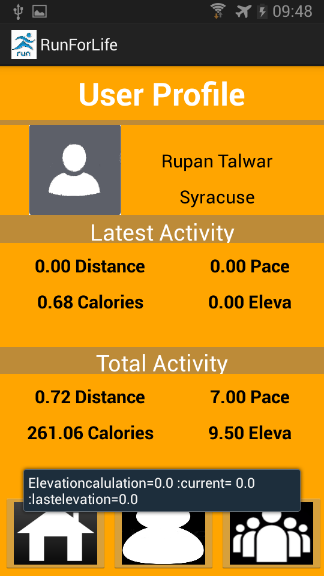 09:48
run
RunForLife
User Profile
Rupan Talwar
Syracuse
Latest Activity
0.00 Distance 0.00 Pace
0.68 Calories 0.00 Eleva
Total Activity
0.72 Distance 7.00 Pace
261.06 Calories 9.50 Eleva
Elevationcalulation=0.0 :current= 0.0
:lastelevation=0.0